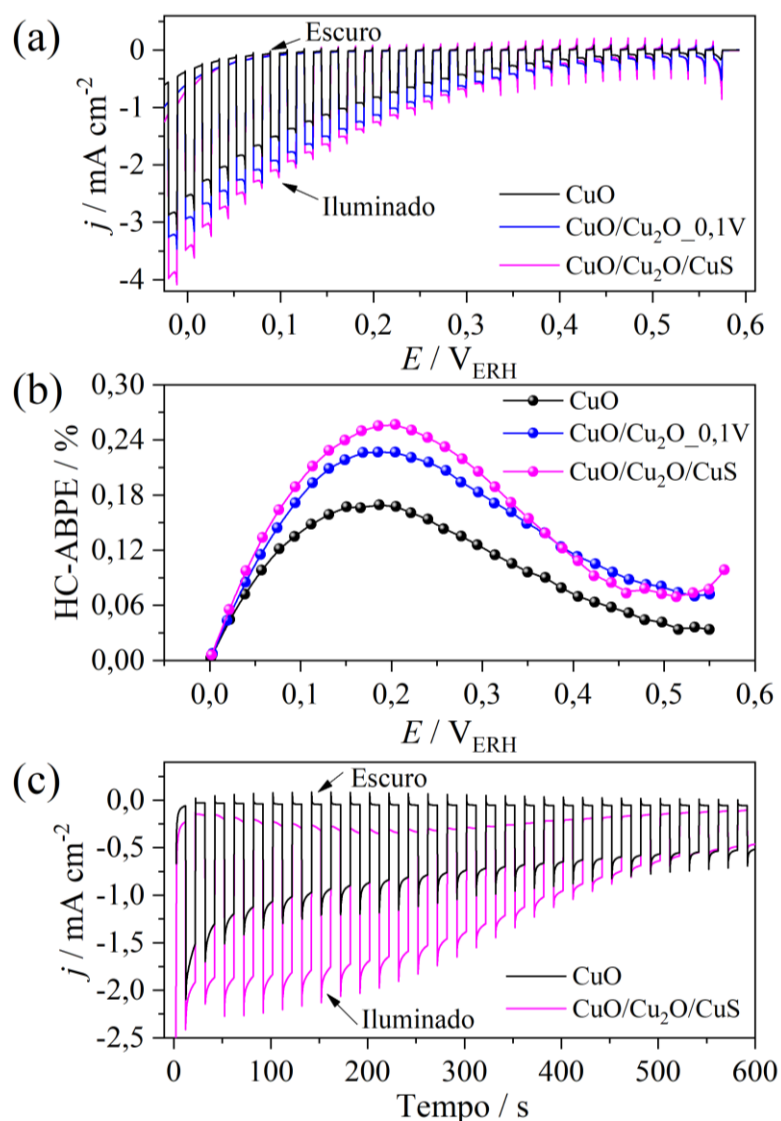 (a)
Escuro
0
-1
-2
-3
-4
j / mA cm⁻²
Iluminado
CuO
CuO/Cu₂O_0,1V
CuO/Cu₂O/CuS
0,0 0,1 0,2 0,3 0,4 0,5 0,6
E / V_ERH
(b)
0,30
0,24
0,18
0,12
0,06
0,00
HC-ABPE / %
CuO
CuO/Cu₂O_0,1V
CuO/Cu₂O/CuS
0,0 0,1 0,2 0,3 0,4 0,5 0,6
E / V_ERH
(c)
Escuro
0,0
-0,5
-1,0
-1,5
-2,0
-2,5
j / mA cm⁻²
Iluminado
CuO
CuO/Cu₂O/CuS
0 100 200 300 400 500 600
Tempo / s